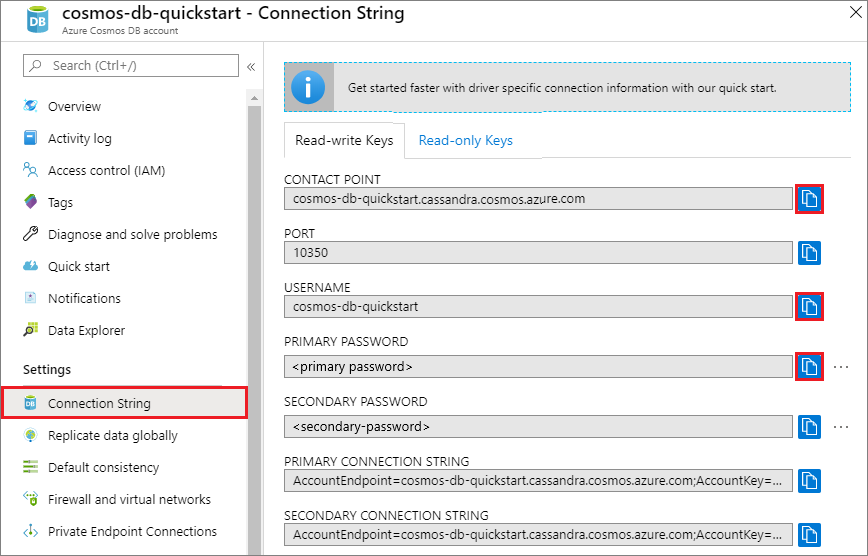 cosmos-db-quickstart - Connection String
Azure Cosmos DB account
Search (Ctrl+/)
Overview
Activity log
Access control (IAM)
Tags
Diagnose and solve problems
Quick start
Notifications
Data Explorer
Settings
Connection String
Replicate data globally
Default consistency
Firewall and virtual networks
Private Endpoint Connections
Get started faster with driver specific connection information with our quick start.
Read-write Keys
Read-only Keys
CONTACT POINT
cosmos-db-quickstart.cassandra.cosmos.azure.com
PORT
10350
USERNAME
cosmos-db-quickstart
PRIMARY PASSWORD
<primary password>
SECONDARY PASSWORD
<secondary-password>
PRIMARY CONNECTION STRING
AccountEndpoint=cosmos-db-quickstart.cassandra.cosmos.azure.com;AccountKey=...
SECONDARY CONNECTION STRING
AccountEndpoint=cosmos-db-quickstart.cassandra.cosmos.azure.com;AccountKey=...